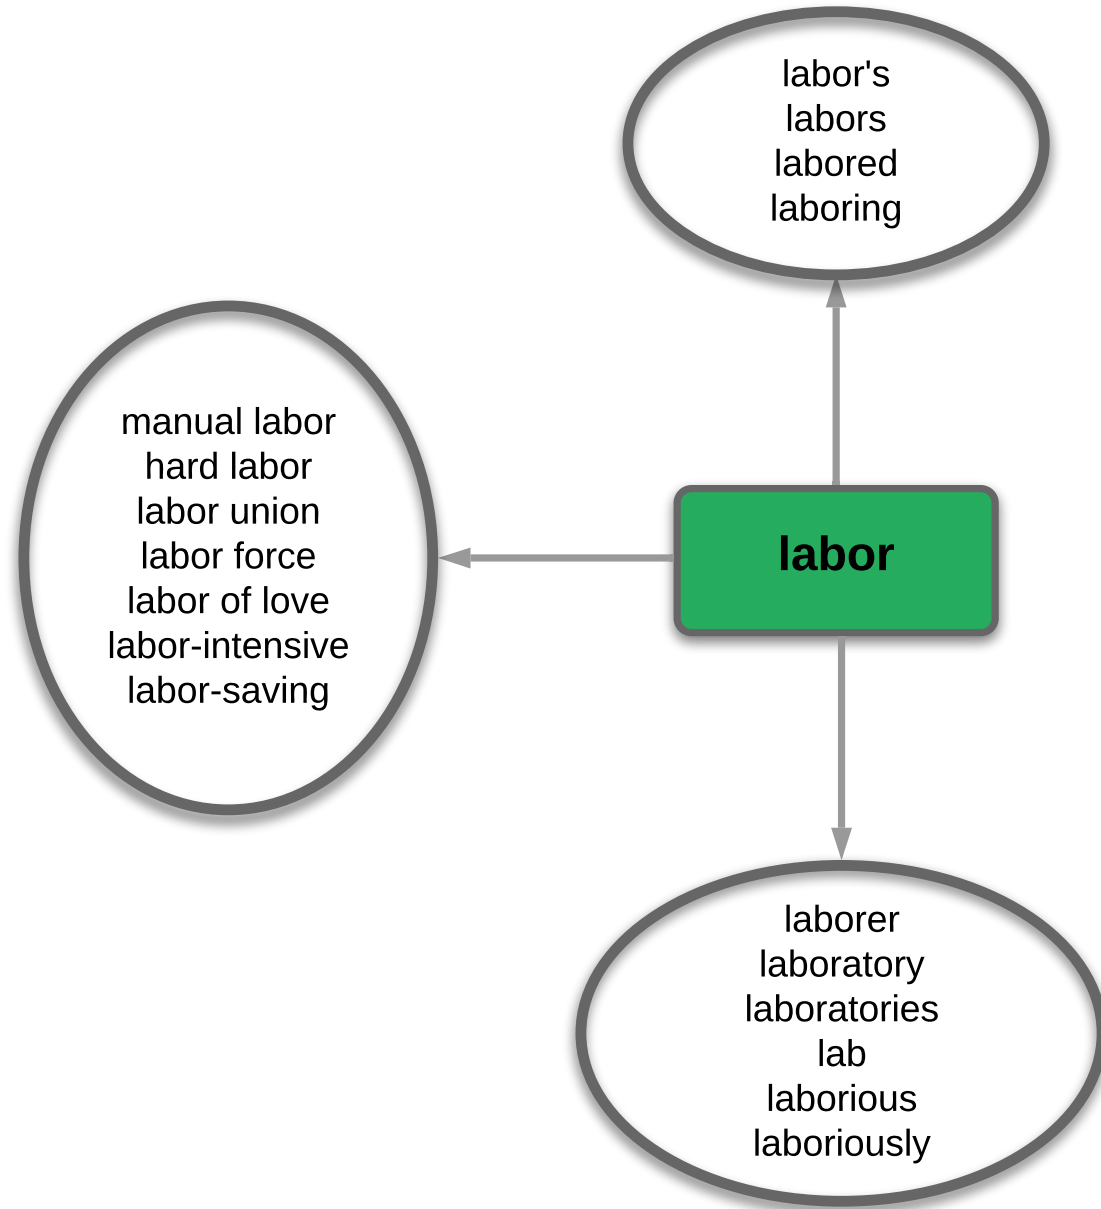 labor's
labors
labored
laboring
manual labor
hard labor
labor union
labor force
labor of love
labor-intensive
labor-saving
labor
laborer
laboratory
laboratories
lab
laborious
laboriously